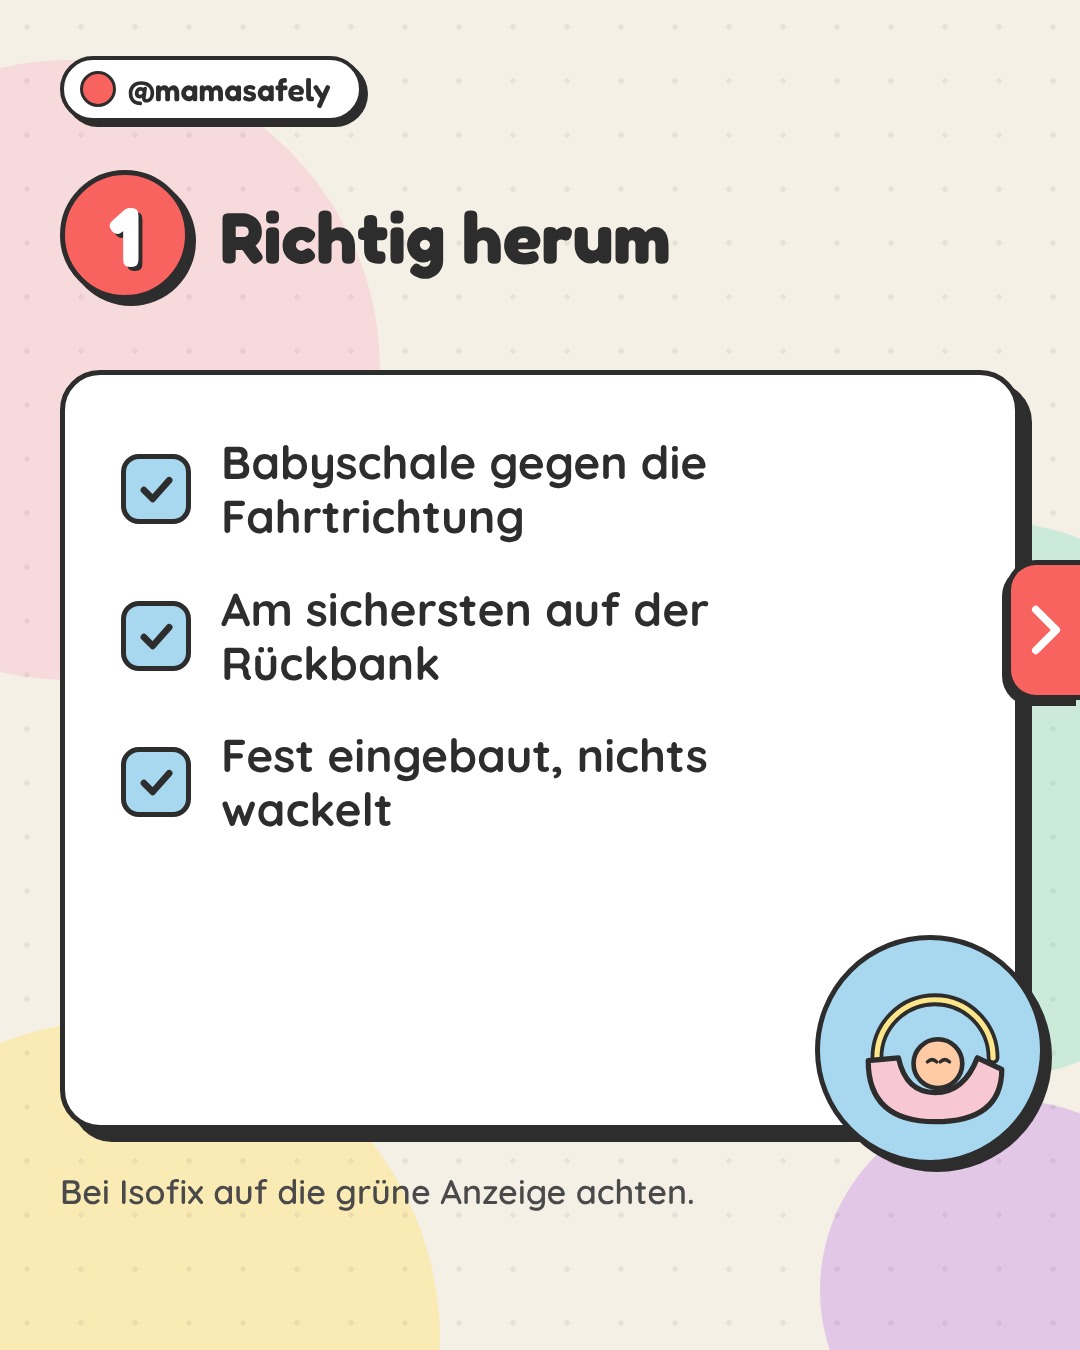 @mamasafely
1
Richtig herum
Babyschale gegen die
Fahrtrichtung
Am sichersten auf der
Rückbank
Fest eingebaut, nichts
wackelt
Bei Isofix auf die grüne Anzeige achten.